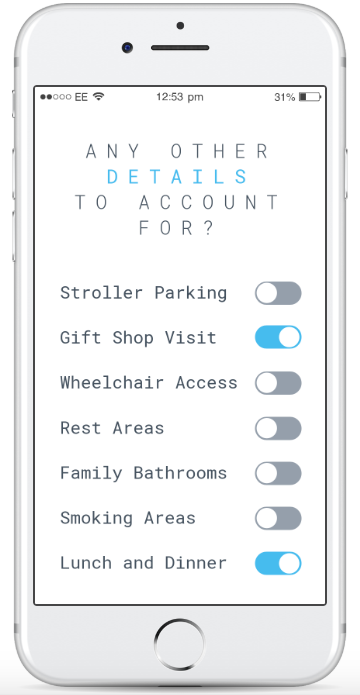 EE 12:53 pm 31%
ANY OTHER
DETAILS
TO ACCOUNT
FOR?
Stroller Parking
Gift Shop Visit
Wheelchair Access
Rest Areas
Family Bathrooms
Smoking Areas
Lunch and Dinner